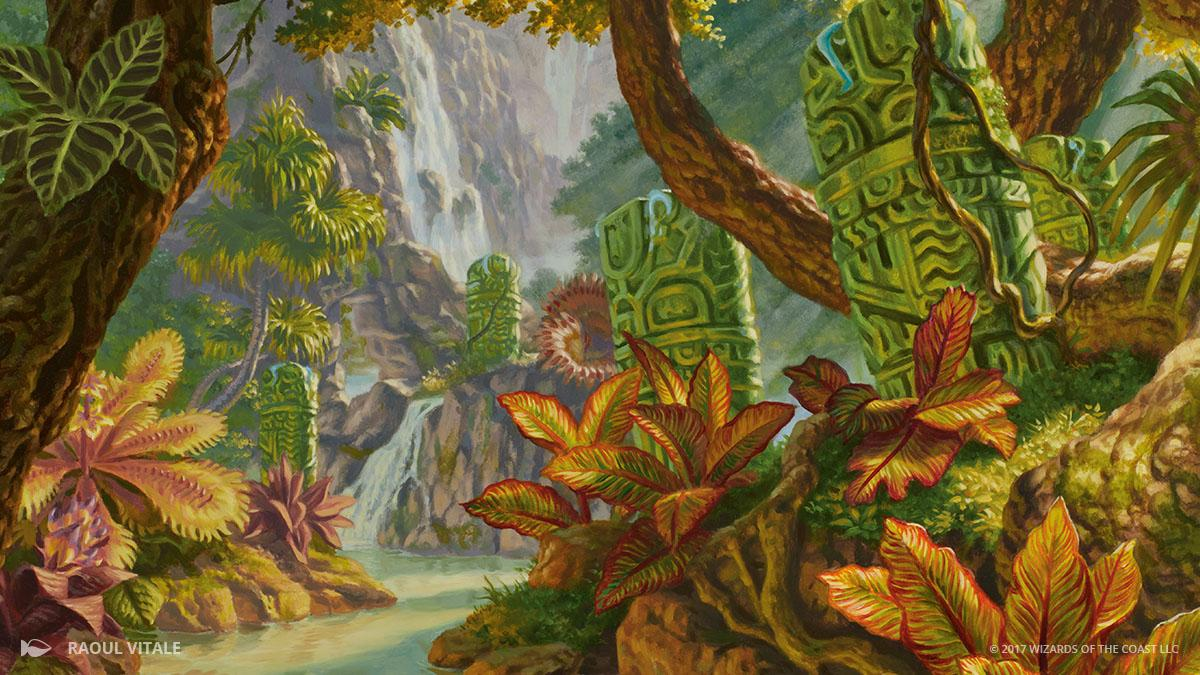 RAOUL VITALE
© 2017 WIZARDS OF THE COAST LLC